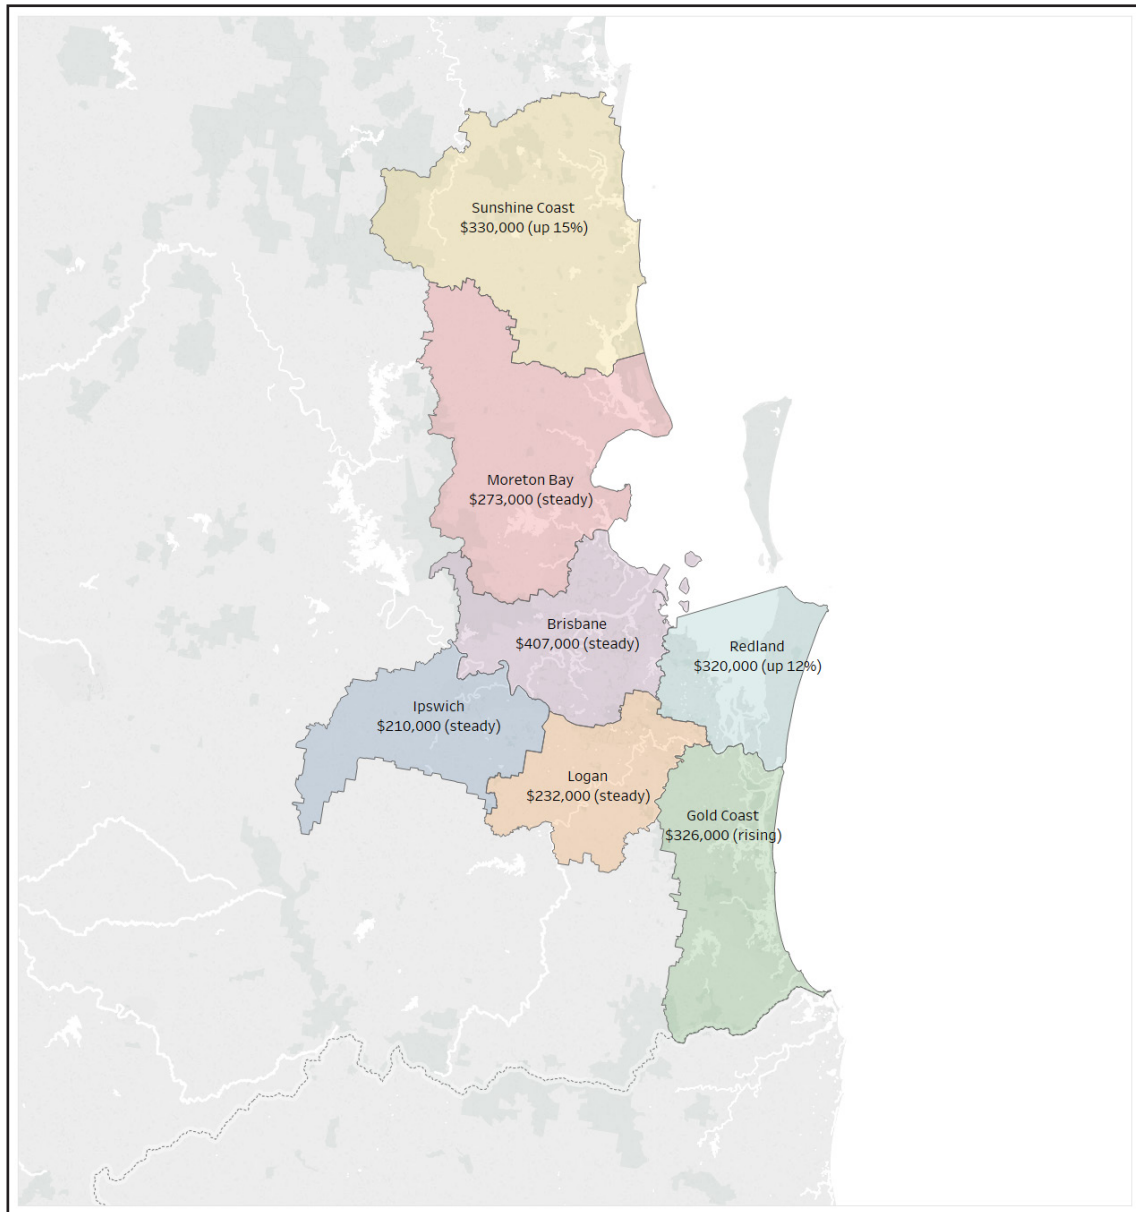 Sunshine Coast
$330,000 (up 15%)
Moreton Bay
$273,000 (steady)
Brisbane
$407,000 (steady)
Redland
$320,000 (up 12%)
Ipswich
$210,000 (steady)
Logan
$232,000 (steady)
Gold Coast
$326,000 (rising)